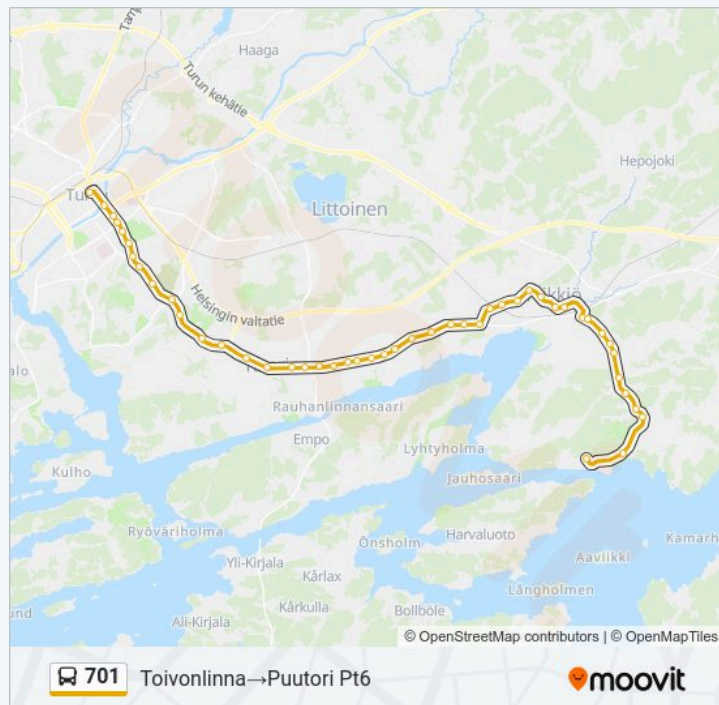 Tam
Haaga
Turun kehätie
Hepojoki
Littoinen
Helsingin valtatie
Rauhanlinnansaari
Empo
Lyhtyholma
Jauhosaari
Kulho
Ryöväriholma
Önsholm
Harvaluoto
Kamarh
Aaviikki
Yli-Kirjala
Kårlax
Långholmen
Kårkulla
Bollböle
Ali-Kirjala
© OpenStreetMap contributors | © OpenMapTiles
701 Toivonlinna→Puutori Pt6
moovit